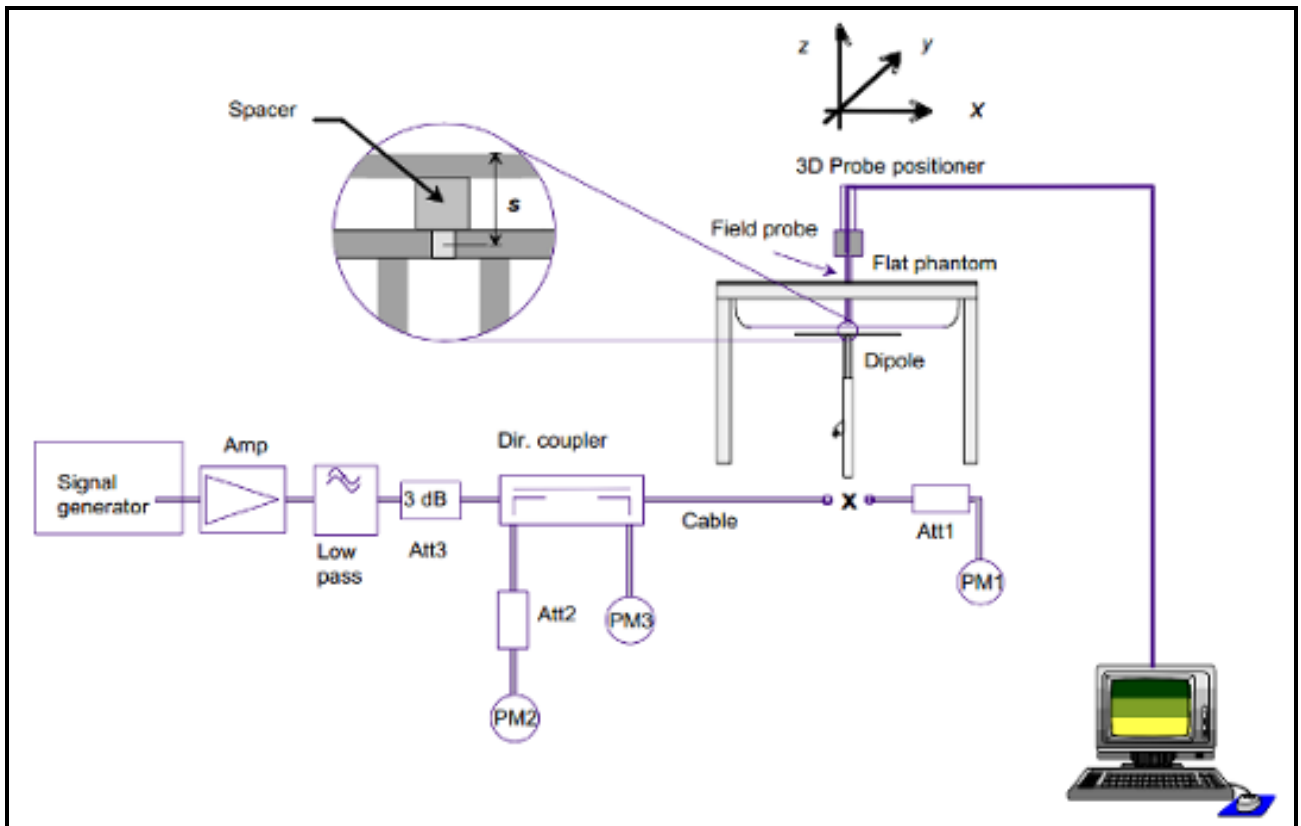 z
y
x
Spacer
s
3D Probe positioner
Field probe
Flat phantom
Dipole
Signal
generator
Amp
Low
pass
3 dB
Att3
Dir. coupler
Cable
x
Att1
PM1
Att2
PM3
PM2